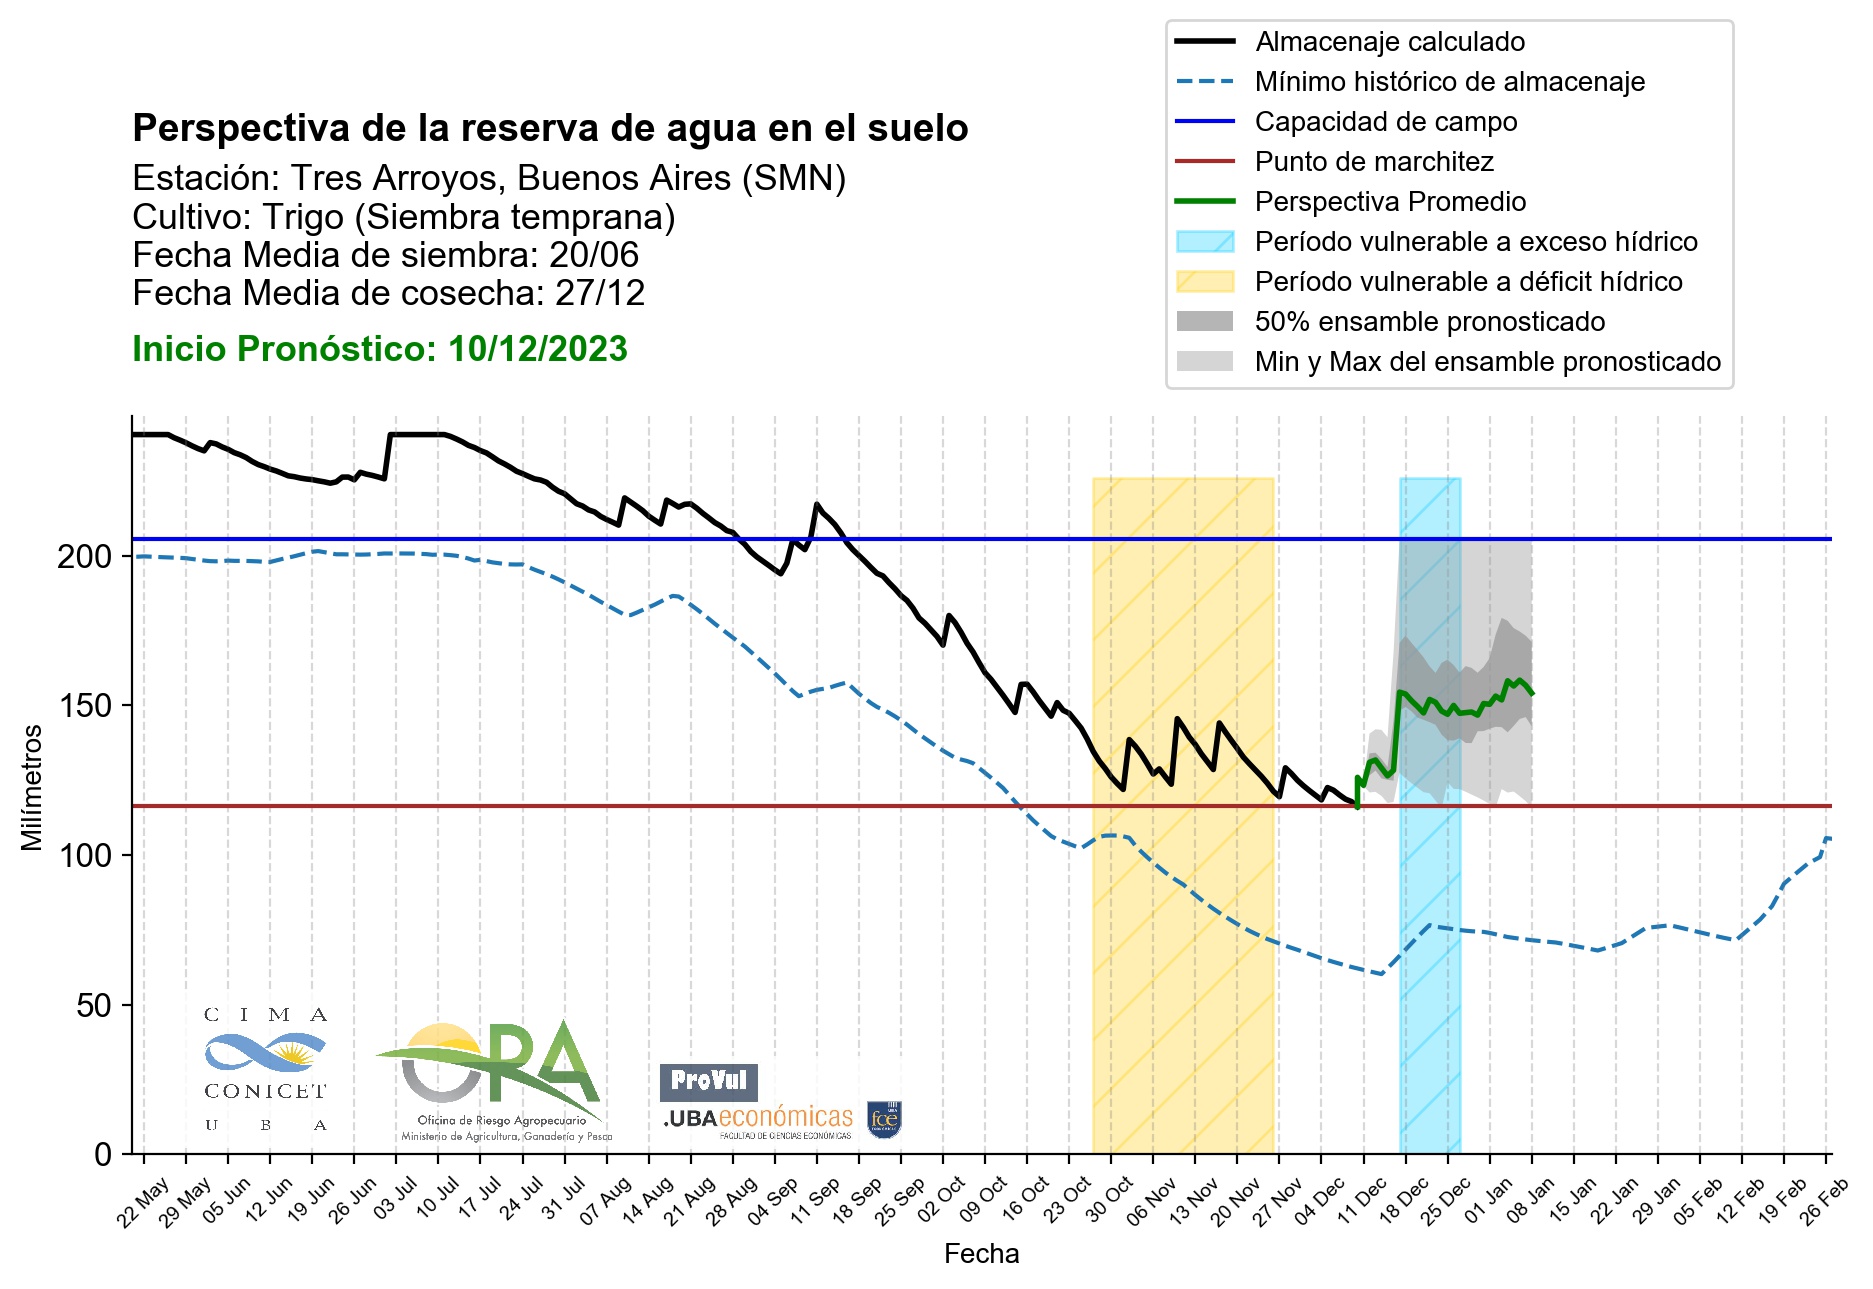 Almacenaje calculado
Mínimo histórico de almacenaje
Capacidad de campo
Punto de marchitez
Perspectiva Promedio
Período vulnerable a exceso hídrico
Período vulnerable a déficit hídrico
50% ensamble pronosticado
Min y Max del ensamble pronosticado
Perspectiva de la reserva de agua en el suelo
Estación: Tres Arroyos, Buenos Aires (SMN)
Cultivo: Trigo (Siembra temprana)
Fecha Media de siembra: 20/06
Fecha Media de cosecha: 27/12
Inicio Pronóstico: 10/12/2023
Milímetros
200
150
100
50
0
C I M A
CONICET
U B A
ORA
Oficina de Riesgo Agropecuario
Ministerio de Agricultura, Ganadería y Pesca
ProVul
.UBAeconómicas
FACULTAD DE CIENCIAS ECONÓMICAS
UBA
fce
22 May
29 May
05 Jun
12 Jun
19 Jun
26 Jun
03 Jul
10 Jul
17 Jul
24 Jul
31 Jul
07 Aug
14 Aug
21 Aug
28 Aug
04 Sep
11 Sep
18 Sep
25 Sep
02 Oct
09 Oct
16 Oct
23 Oct
30 Oct
06 Nov
13 Nov
20 Nov
27 Nov
04 Dec
11 Dec
18 Dec
25 Dec
01 Jan
08 Jan
15 Jan
22 Jan
29 Jan
05 Feb
12 Feb
19 Feb
26 Feb
Fecha